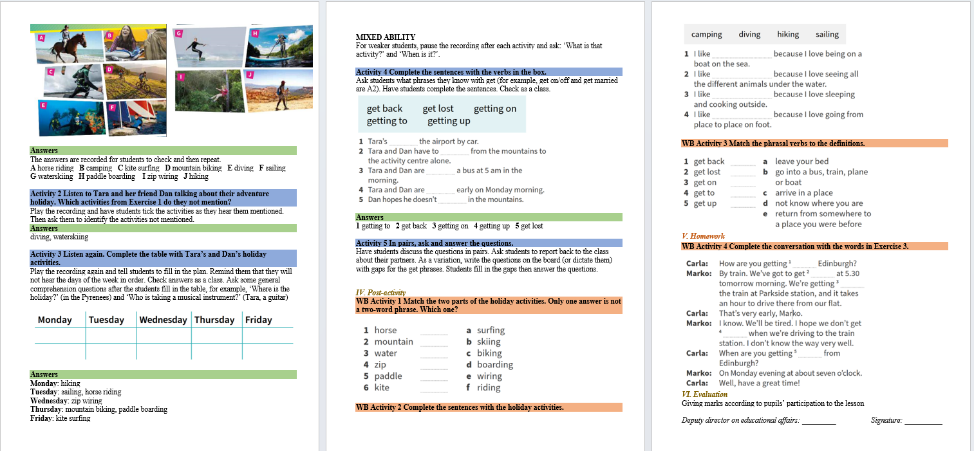 A
B
C
D
E
F
G
H
I
J
Answers
The answers are recorded for students to check and then repeat.
A horse riding B camping C kite surfing D mountain biking E diving F sailing
G waterskiing H paddle boarding I zip wiring J hiking
Activity 2 Listen to Tara and her friend Dan talking about their adventure
holiday. Which activities from Exercise 1 do they not mention?
Play the recording and have students tick the activities as they hear them mentioned.
Then ask them to identify the activities not mentioned.
Answers
diving, waterskiing
Activity 3 Listen again. Complete the table with Tara's and Dan's holiday
activities.
Play the recording again and tell students to fill in the plan. Remind them that they will
not hear the days of the week in order. Check answers as a class. Ask some general
comprehension questions after the students fill in the table, for example, 'Where is the
holiday?' (in the Pyrenees) and 'Who is taking a musical instrument?' (Tara, a guitar)
Monday Tuesday Wednesday Thursday Friday
Answers
Monday: hiking
Tuesday: sailing, horse riding
Wednesday: zip wiring
Thursday: mountain biking, paddle boarding
Friday: kite surfing
MIXED ABILITY
For weaker students, pause the recording after each activity and ask: 'What is that
activity?' and 'When is it?'.
Activity 4 Complete the sentences with the verbs in the box.
Ask students what phrases they know with get (for example, get on/off and get married
are A2). Have students complete the sentences. Check as a class.
get back get lost getting on
getting to getting up
1 Tara's ______ the airport by car.
2 Tara and Dan have to ______ from the mountains to
the activity centre alone.
3 Tara and Dan are ______ a bus at 5 am in the
morning.
4 Tara and Dan are ______ early on Monday morning.
5 Dan hopes he doesn't ______ in the mountains.
Answers
1 getting to 2 get back 3 getting on 4 getting up 5 get lost
Activity 5 In pairs, ask and answer the questions.
Have students discuss the questions in pairs. Ask students to report back to the class
about their partners. As a variation, write the questions on the board (or dictate them)
with gaps for the get phrases. Students fill in the gaps then answer the questions.
IV. Post-activity
WB Activity 1 Match the two parts of the holiday activities. Only one answer is not
a two-word phrase. Which one?
1 horse ______ a surfing
2 mountain ______ b skiing
3 water ______ c biking
4 zip ______ d boarding
5 paddle ______ e wiring
6 kite ______ f riding
WB Activity 2 Complete the sentences with the holiday activities.
camping diving hiking sailing
1 I like ______ because I love being on a
boat on the sea.
2 I like ______ because I love seeing all
the different animals under the water.
3 I like ______ because I love sleeping
and cooking outside.
4 I like ______ because I love going from
place to place on foot.
WB Activity 3 Match the phrasal verbs to the definitions.
1 get back ______ a leave your bed
2 get lost ______ b go into a bus, train, plane
3 get on ______ or boat
4 get to ______ c arrive in a place
5 get up ______ d not know where you are
e return from somewhere to
a place you were before
V. Homework
WB Activity 4 Complete the conversation with the words in Exercise 3.
Carla: How are you getting 1______ Edinburgh?
Marko: By train. We've got to get 2______ at 5.30
tomorrow morning. We're getting 3______
the train at Parkside station, and it takes
an hour to drive there from our flat.
Carla: That's very early, Marko.
Marko: I know. We'll be tired. I hope we don't get
4______ when we're driving to the train
station. I don't know the way very well.
Carla: When are you getting 5______ from
Edinburgh?
Marko: On Monday evening at about seven o'clock.
Carla: Well, have a great time!
VI. Evaluation
Giving marks according to pupils' participation to the lesson
Deputy director on educational affairs: ________ Signature: ________